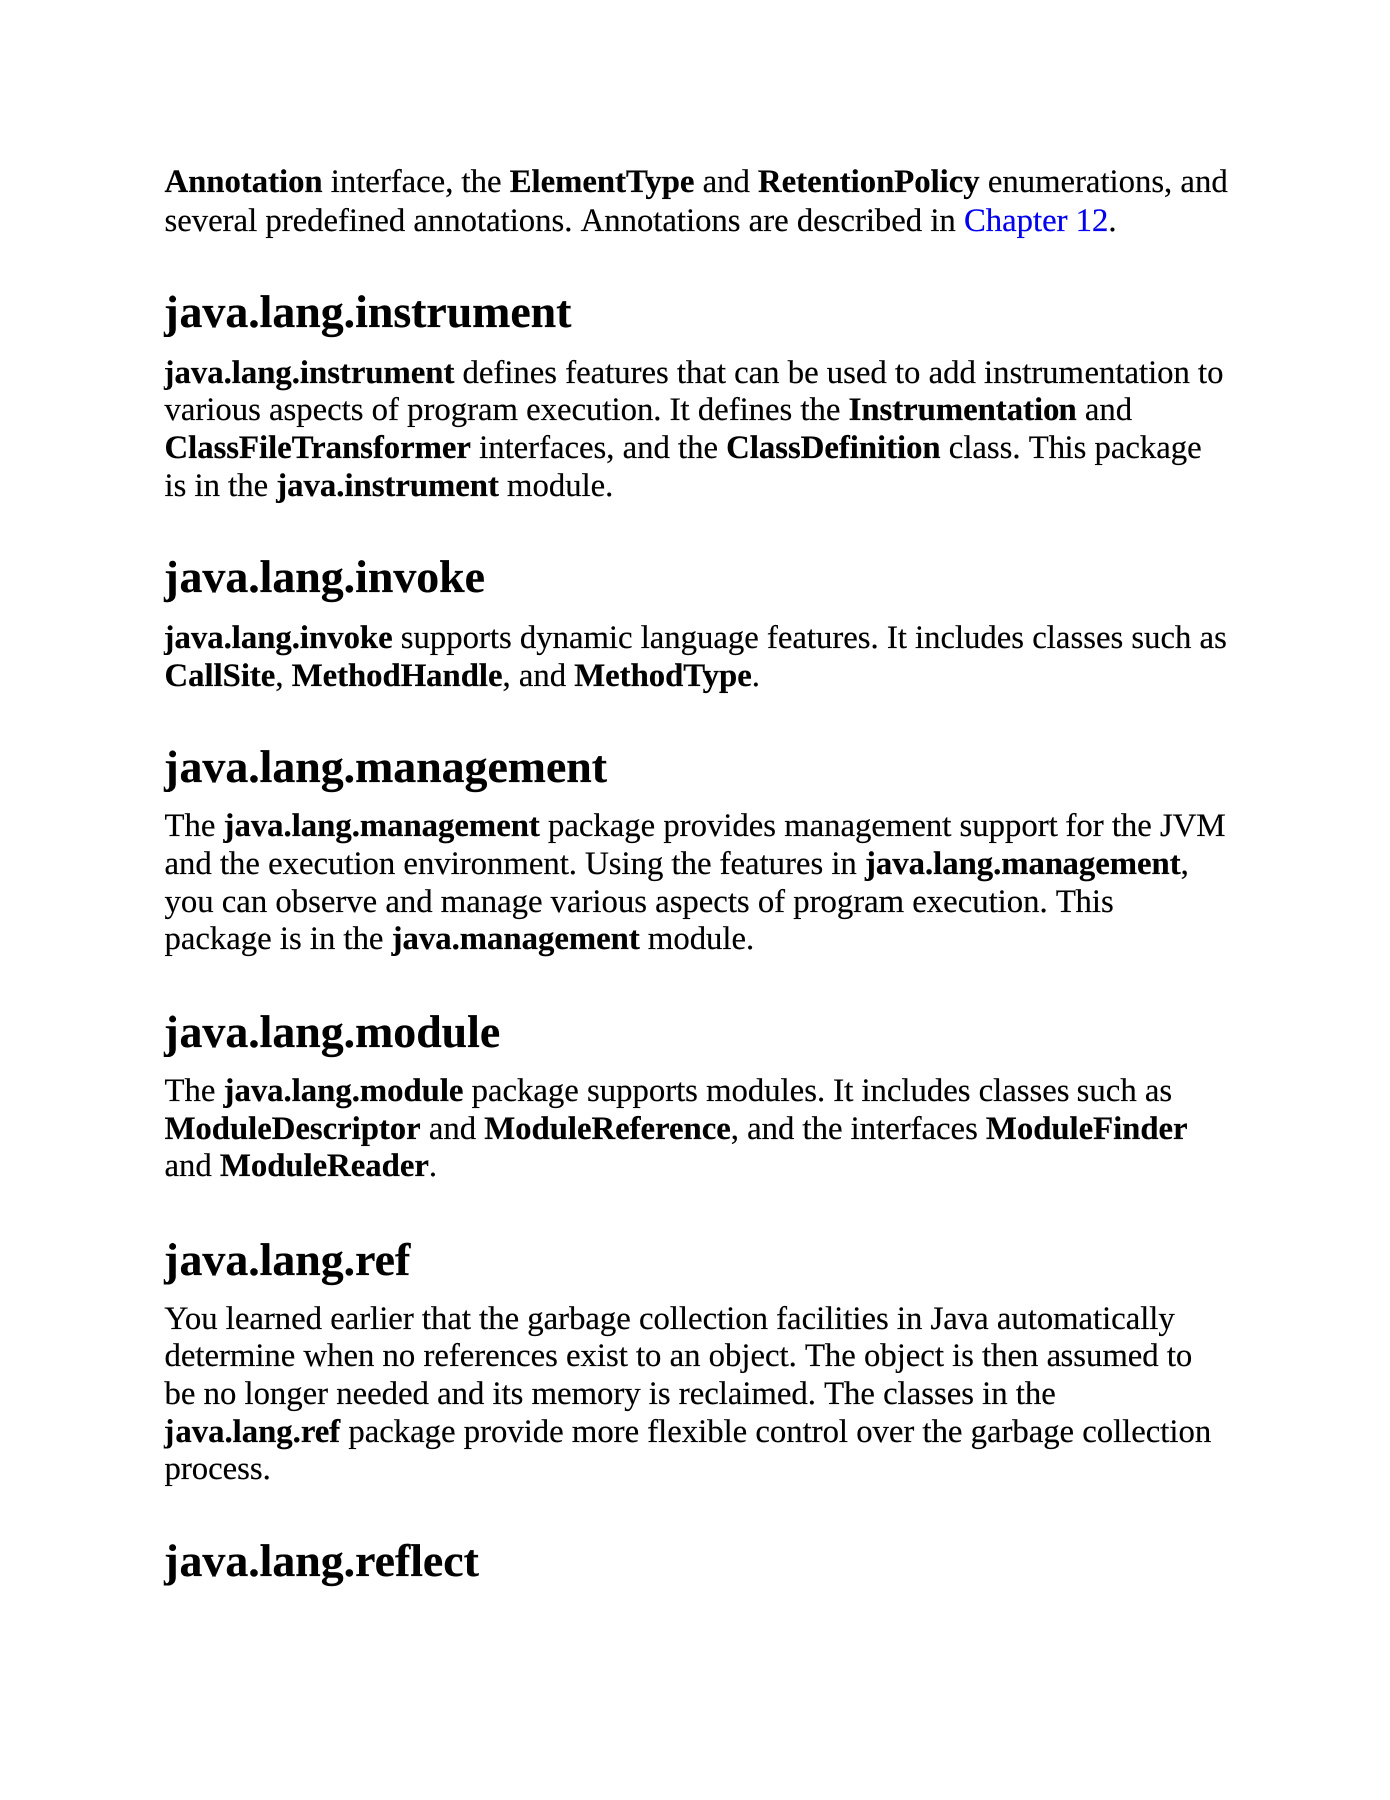 Annotation interface, the ElementType and RetentionPolicy enumerations, and
several predefined annotations. Annotations are described in Chapter 12.
java.lang.instrument
java.lang.instrument defines features that can be used to add instrumentation to
various aspects of program execution. It defines the Instrumentation and
ClassFileTransformer interfaces, and the ClassDefinition class. This package
is in the java.instrument module.
java.lang.invoke
java.lang.invoke supports dynamic language features. It includes classes such as
CallSite, MethodHandle, and MethodType.
java.lang.management
The java.lang.management package provides management support for the JVM
and the execution environment. Using the features in java.lang.management,
you can observe and manage various aspects of program execution. This
package is in the java.management module.
java.lang.module
The java.lang.module package supports modules. It includes classes such as
ModuleDescriptor and ModuleReference, and the interfaces ModuleFinder
and ModuleReader.
java.lang.ref
You learned earlier that the garbage collection facilities in Java automatically
determine when no references exist to an object. The object is then assumed to
be no longer needed and its memory is reclaimed. The classes in the
java.lang.ref package provide more flexible control over the garbage collection
process.
java.lang.reflect